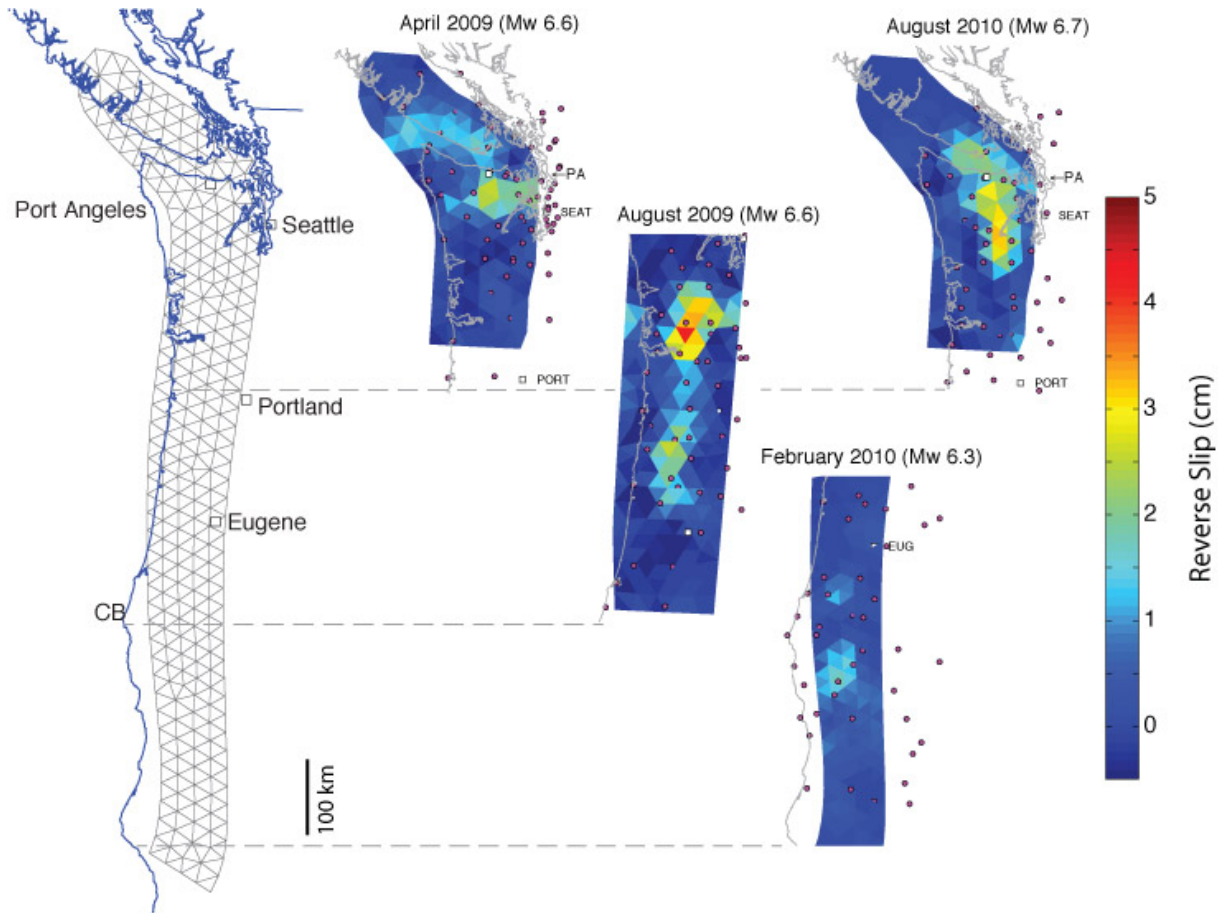 April 2009 (Mw 6.6)
August 2010 (Mw 6.7)
Port Angeles
Seattle
PA
SEAT
August 2009 (Mw 6.6)
PA
SEAT
PORT
PORT
Portland
February 2010 (Mw 6.3)
Eugene
EUG
CB
100 km
5
4
3
2
1
0
Reverse Slip (cm)